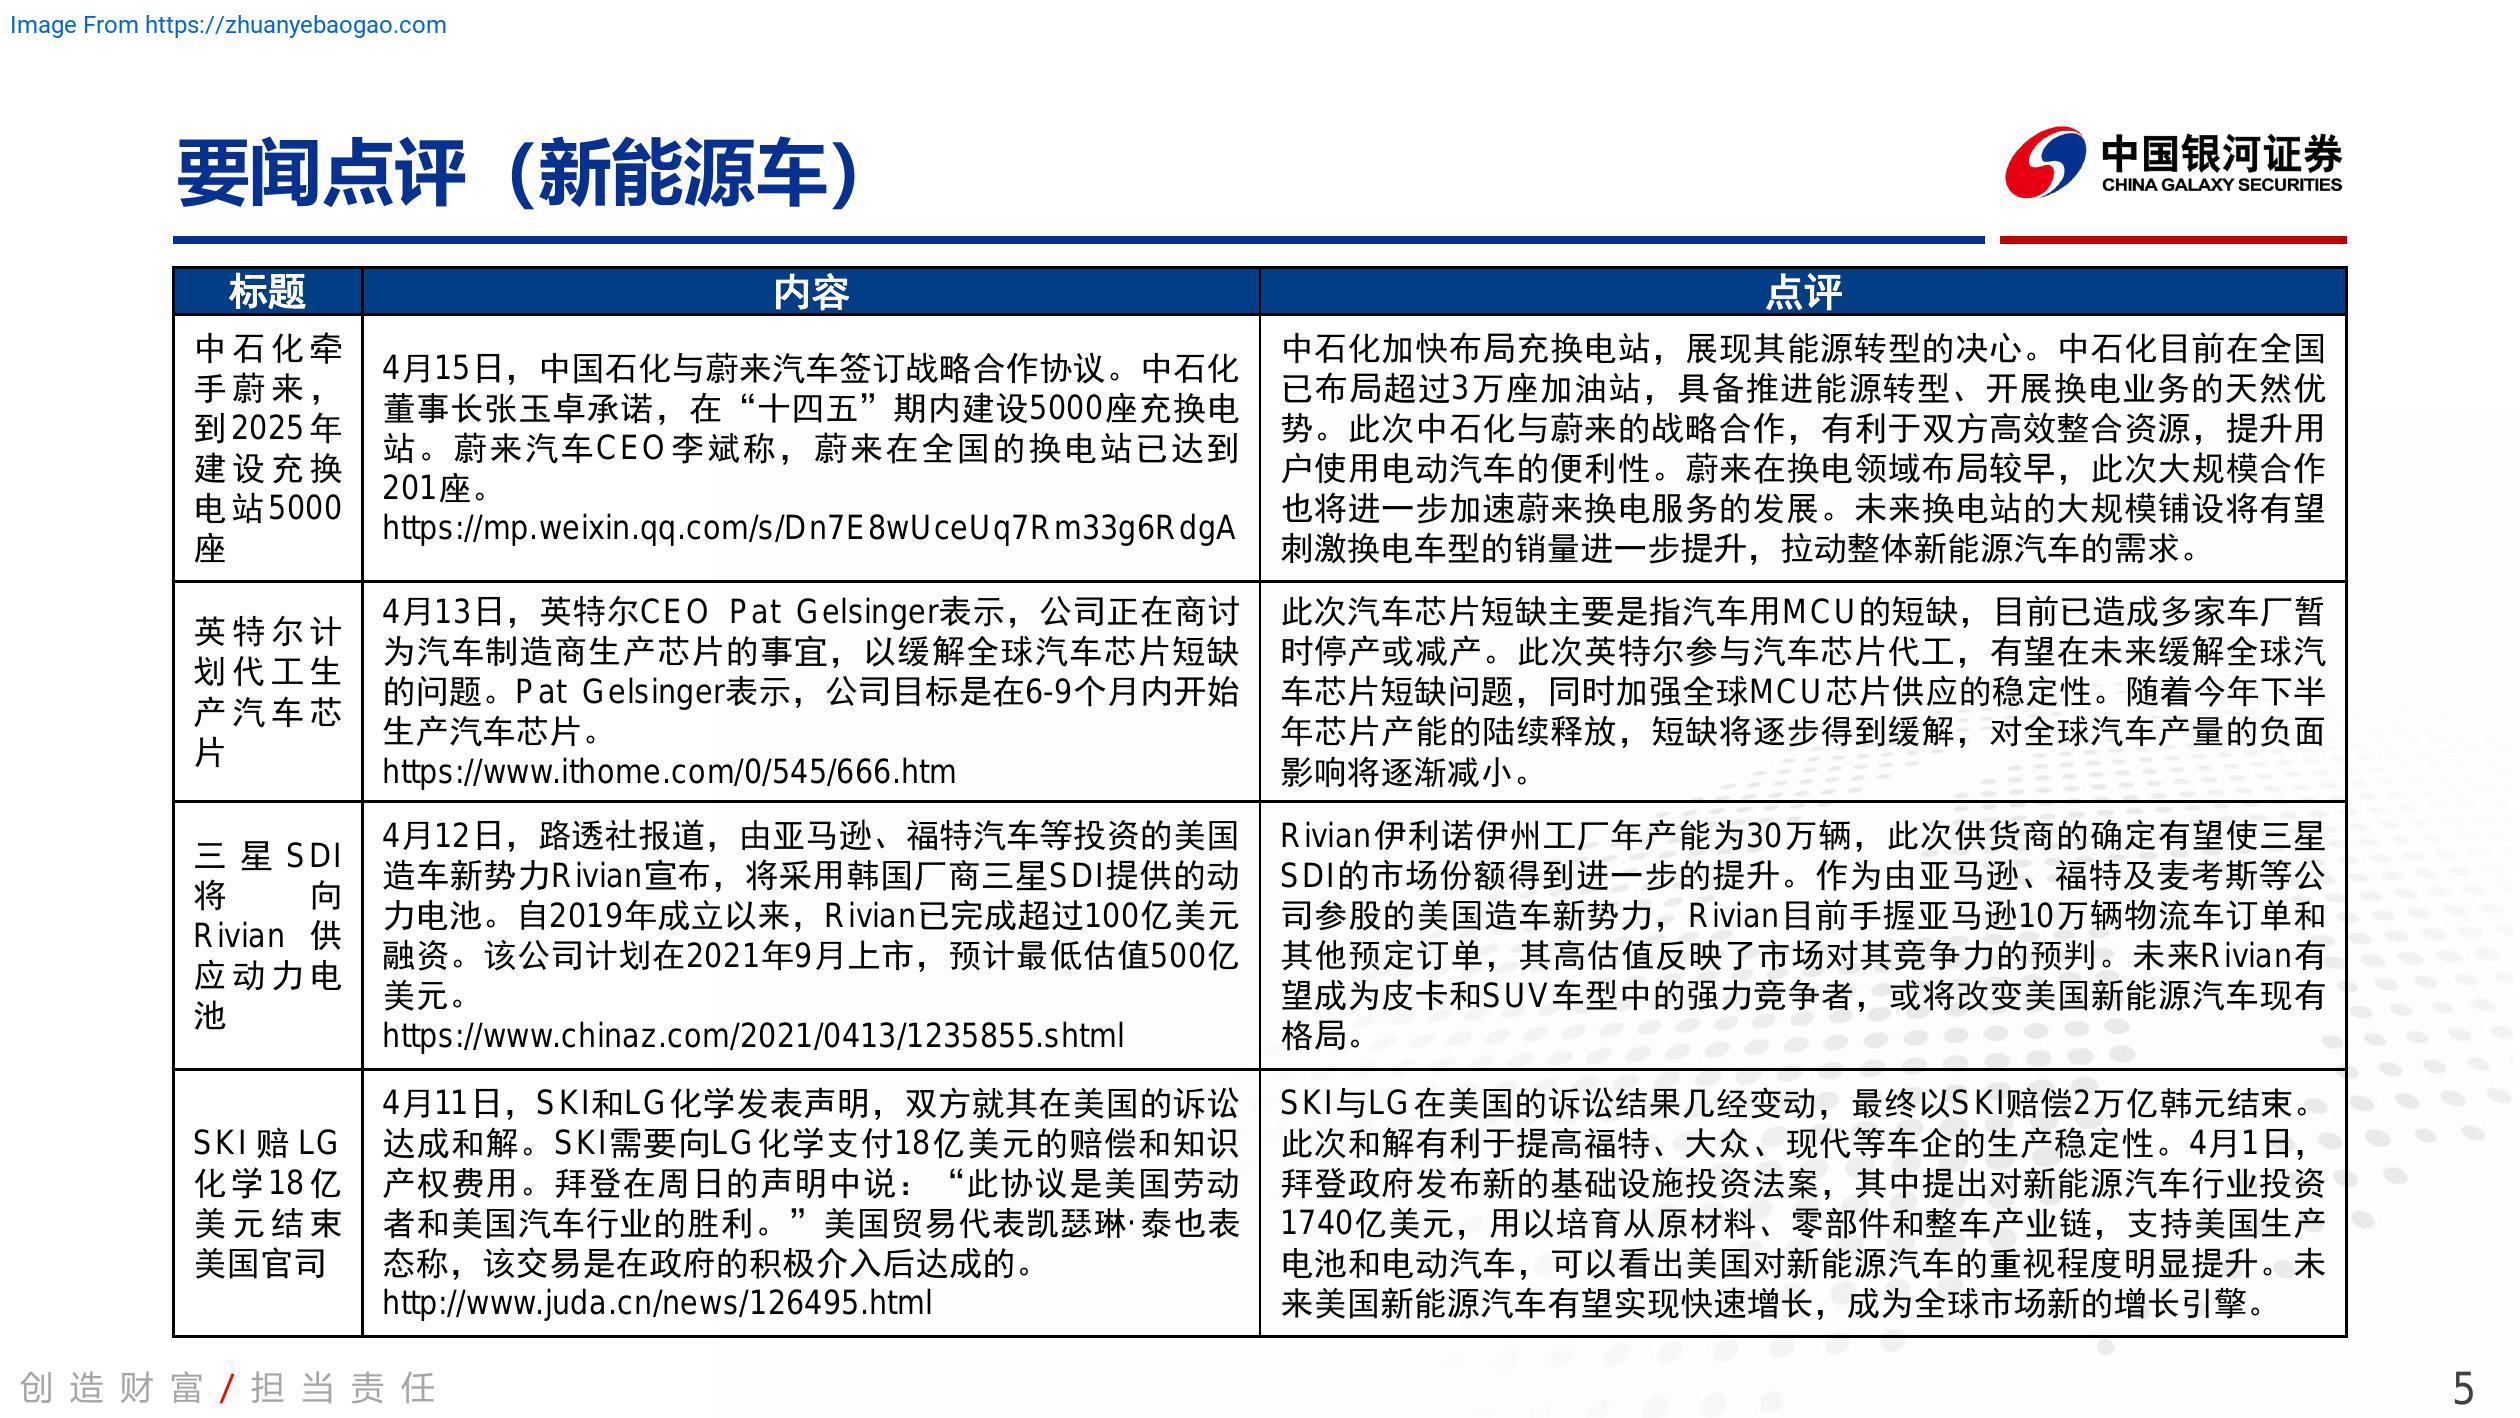 Image From https://zhuanyebaogao.com
要闻点评（新能源车）
中国银河证券
CHINA GALAXY SECURITIES
标题
内容
点评
中石化牵
手蔚来，
到2025年
建设充换
电站5000
座
4月15日，中国石化与蔚来汽车签订战略合作协议。中石化
董事长张玉卓承诺，在“十四五”期内建设5000座充换电
站。蔚来汽车CEO李斌称，蔚来在全国的换电站已达到
201座。
https://mp.weixin.qq.com/s/Dn7E8wUceUq7Rm33g6RdgA
中石化加快布局充换电站，展现其能源转型的决心。中石化目前在全国
已布局超过3万座加油站，具备推进能源转型、开展换电业务的天然优
势。此次中石化与蔚来的战略合作，有利于双方高效整合资源，提升用
户使用电动汽车的便利性。蔚来在换电领域布局较早，此次大规模合作
也将进一步加速蔚来换电服务的发展。未来换电站的大规模铺设将有望
刺激换电车型的销量进一步提升，拉动整体新能源汽车的需求。
英特尔计
划代工生
产汽车芯
片
4月13日，英特尔CEO Pat Gelsinger表示，公司正在商讨
为汽车制造商生产芯片的事宜，以缓解全球汽车芯片短缺
的问题。Pat Gelsinger表示，公司目标是在6-9个月内开始
生产汽车芯片。
https://www.ithome.com/0/545/666.htm
此次汽车芯片短缺主要是指汽车用MCU的短缺，目前已造成多家车厂暂
时停产或减产。此次英特尔参与汽车芯片代工，有望在未来缓解全球汽
车芯片短缺问题，同时加强全球MCU芯片供应的稳定性。随着今年下半
年芯片产能的陆续释放，短缺将逐步得到缓解，对全球汽车产量的负面
影响将逐渐减小。
三星SDI
将向
Rivian供
应动力电
池
4月12日，路透社报道，由亚马逊、福特汽车等投资的美国
造车新势力Rivian宣布，将采用韩国厂商三星SDI提供的动
力电池。自2019年成立以来，Rivian已完成超过100亿美元
融资。该公司计划在2021年9月上市，预计最低估值500亿
美元。
https://www.chinaz.com/2021/0413/1235855.shtml
Rivian伊利诺伊州工厂年产能为30万辆，此次供货商的确定有望使三星
SDI的市场份额得到进一步的提升。作为由亚马逊、福特及麦考斯等公
司参股的美国造车新势力，Rivian目前手握亚马逊10万辆物流车订单和
其他预定订单，其高估值反映了市场对其竞争力的预判。未来Rivian有
望成为皮卡和SUV车型中的强力竞争者，或将改变美国新能源汽车现有
格局。
SKI赔LG
化学18亿
美元结束
美国官司
4月11日，SKI和LG化学发表声明，双方就其在美国的诉讼
达成和解。SKI需要向LG化学支付18亿美元的赔偿和知识
产权费用。拜登在周日的声明中说：“此协议是美国劳动
者和美国汽车行业的胜利。”美国贸易代表凯瑟琳·泰也表
态称，该交易是在政府的积极介入后达成的。
http://www.juda.cn/news/126495.html
SKI与LG在美国的诉讼结果几经变动，最终以SKI赔偿2万亿韩元结束。
此次和解有利于提高福特、大众、现代等车企的生产稳定性。4月1日，
拜登政府发布新的基础设施投资法案，其中提出对新能源汽车行业投资
1740亿美元，用以培育从原材料、零部件和整车产业链，支持美国生产
电池和电动汽车，可以看出美国对新能源汽车的重视程度明显提升。未
来美国新能源汽车有望实现快速增长，成为全球市场新的增长引擎。
创造财富/担当责任
5